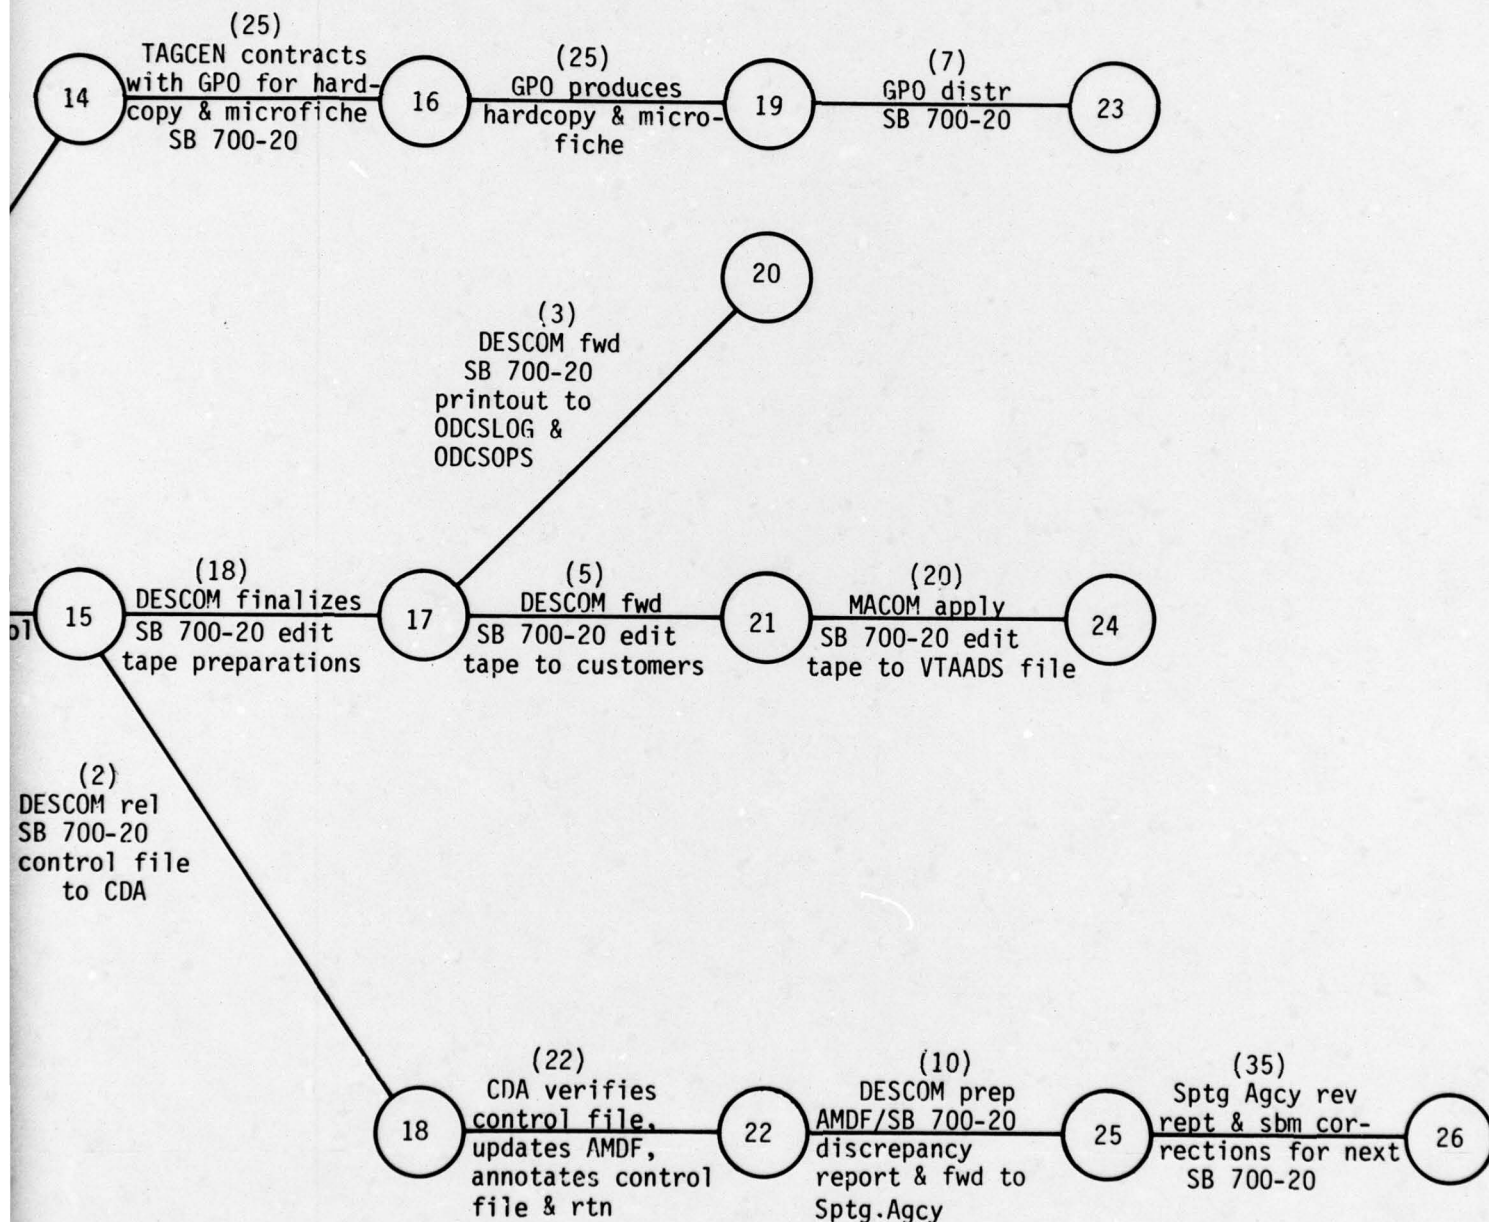 (25)
TAGCEN contracts
with GPO for hard-
copy & microfiche
SB 700-20
14
16
(25)
GPO produces
hardcopy & micro-
fiche
19
(7)
GPO distr
SB 700-20
23
20
(3)
DESCOM fwd
SB 700-20
printout to
ODCSLOG &
ODCSOPS
15
(18)
DESCOM finalizes
SB 700-20 edit
tape preparations
17
(5)
DESCOM fwd
SB 700-20 edit
tape to customers
21
(20)
MACOM apply
SB 700-20 edit
tape to VTAADS file
24
(2)
DESCOM rel
SB 700-20
control file
to CDA
18
(22)
CDA verifies
control file,
updates AMDF,
annotates control
file & rtn
22
(10)
DESCOM prep
AMDF/SB 700-20
discrepancy
report & fwd to
Sptg.Agcy
25
(35)
Sptg Agcy rev
rept & sbm cor-
rections for next
SB 700-20
26